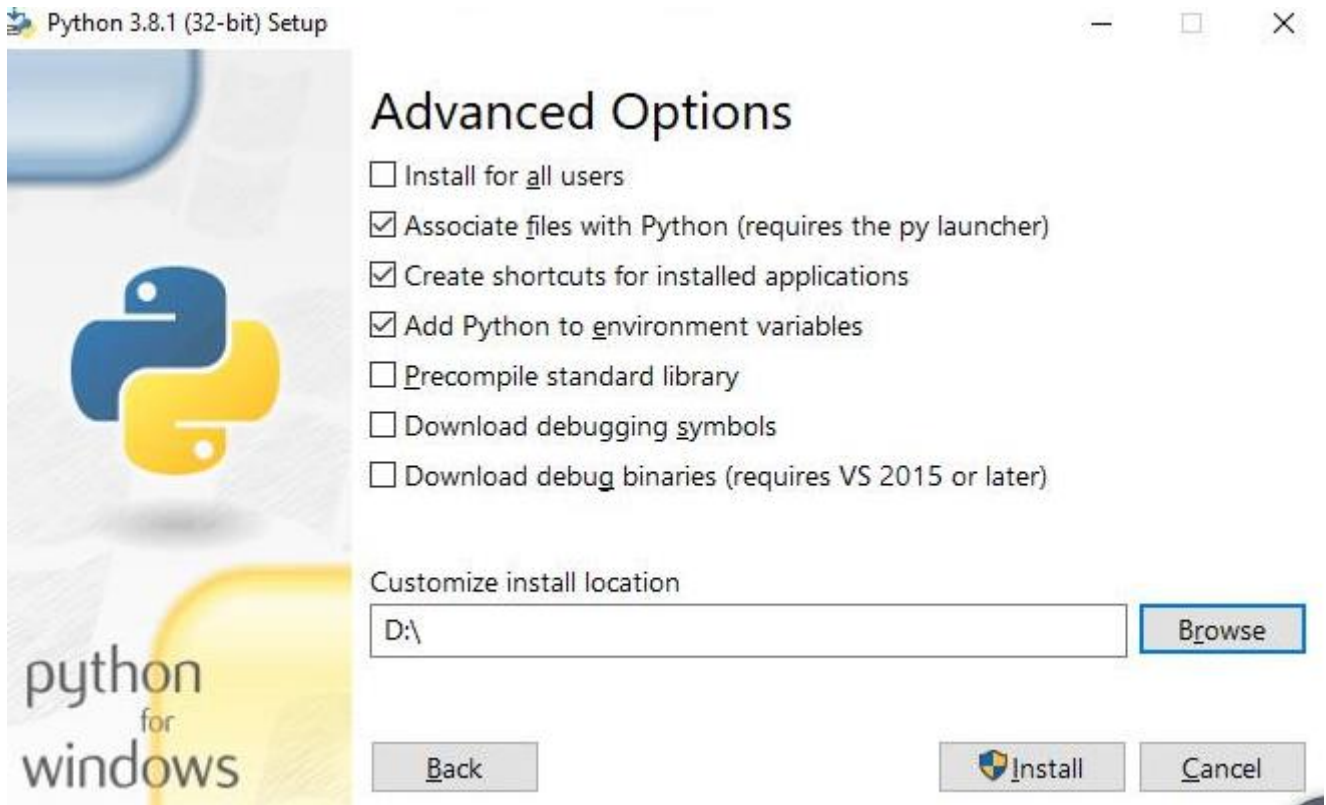 Python 3.8.1 (32-bit) Setup
Advanced Options
Install for all users
Associate files with Python (requires the py launcher)
Create shortcuts for installed applications
Add Python to environment variables
Precompile standard library
Download debugging symbols
Download debug binaries (requires VS 2015 or later)
Customize install location
D:\
Browse
python
for
windows
Back
Install
Cancel